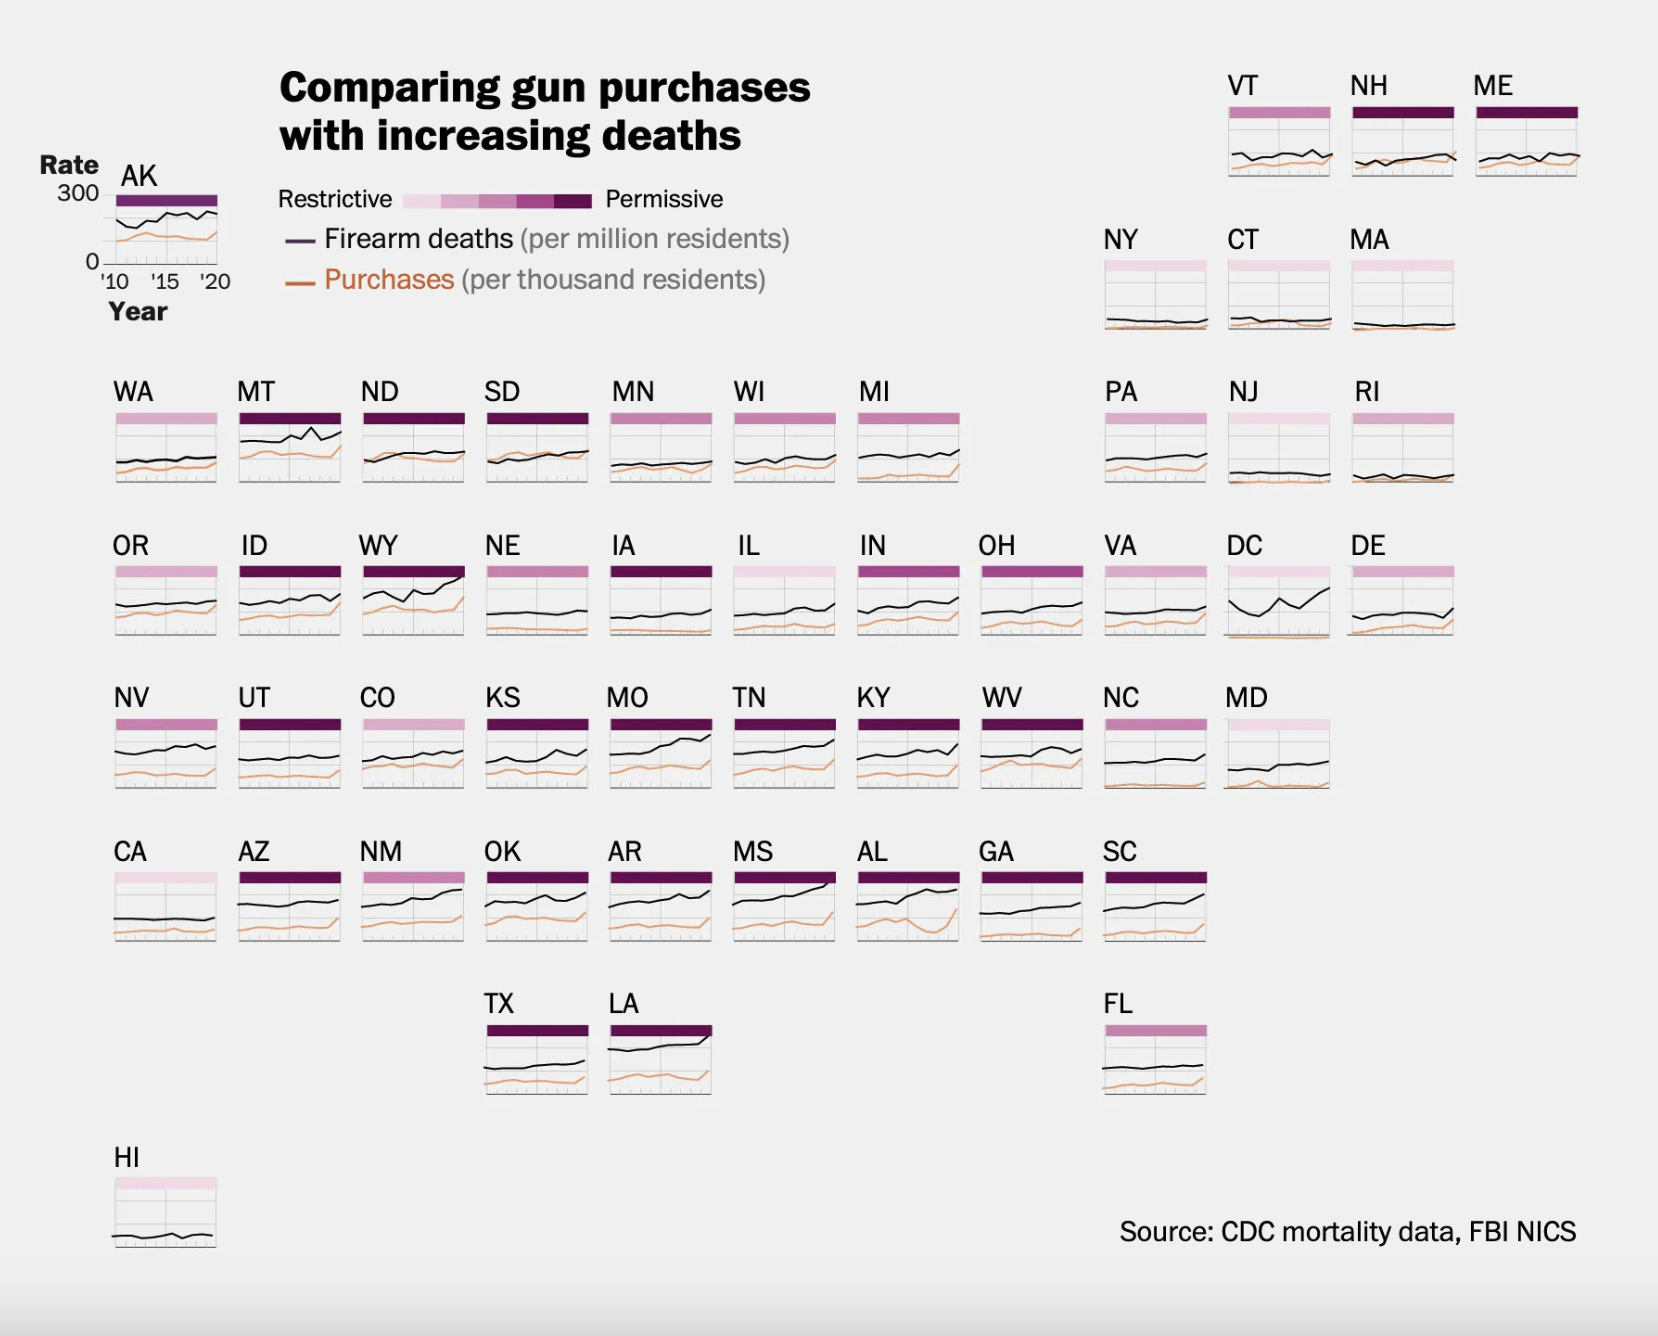 Comparing gun purchases
with increasing deaths
Restrictive Permissive
Firearm deaths (per million residents)
Purchases (per thousand residents)
Rate
AK
300
0
'10 '15 '20
Year
VT NH ME
NY CT MA
WA MT ND SD MN WI MI PA NJ RI
OR ID WY NE IA IL IN OH VA DC DE
NV UT CO KS MO TN KY WV NC MD
CA AZ NM OK AR MS AL GA SC
TX LA FL
HI
Source: CDC mortality data, FBI NICS